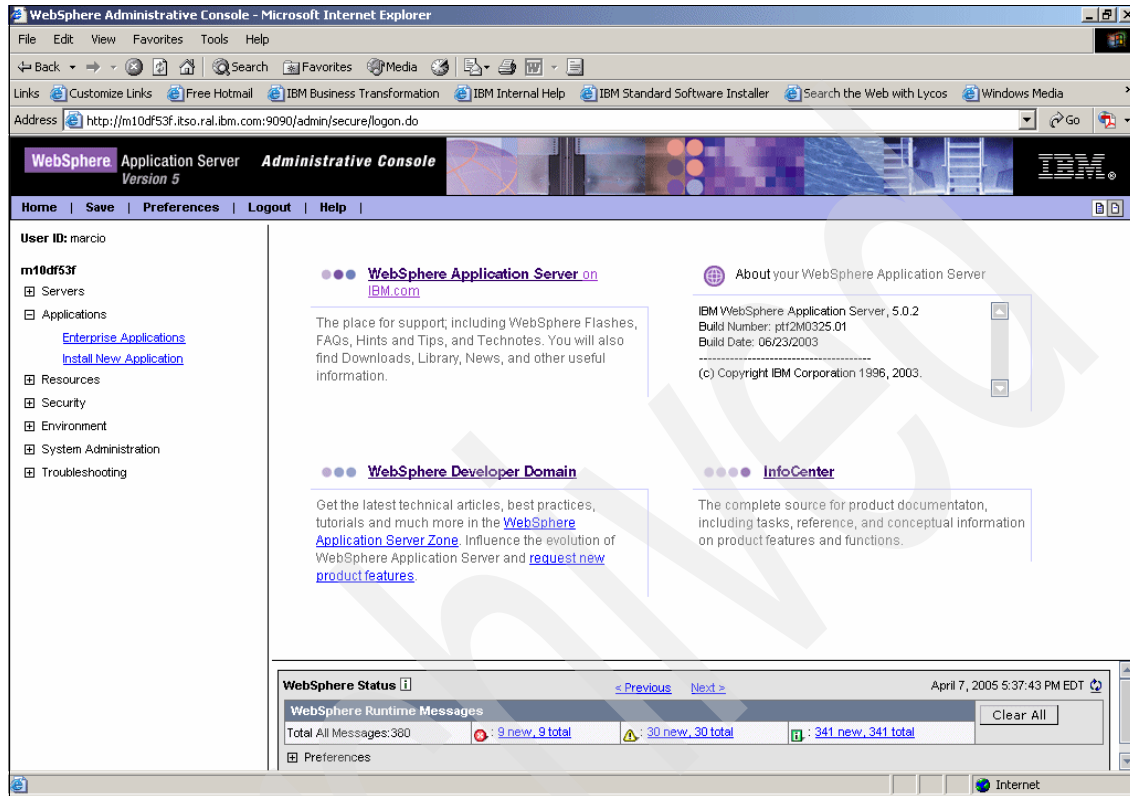 WebSphere Administrative Console - Microsoft Internet Explorer
File Edit View Favorites Tools Help
Back Search Favorites Media
Links Customize Links Free Hotmail IBM Business Transformation IBM Internal Help IBM Standard Software Installer Search the Web with Lycos Windows Media
Address http://m10df53f.itso.ral.ibm.com:9090/admin/secure/logon.do Go
WebSphere Application Server Administrative Console
Version 5
IBM
Home | Save | Preferences | Logout | Help |
User ID: marcio
m10df53f
Servers
Applications
Enterprise Applications
Install New Application
Resources
Security
Environment
System Administration
Troubleshooting
WebSphere Application Server on
IBM.com
The place for support; including WebSphere Flashes,
FAQs, Hints and Tips, and Technotes. You will also
find Downloads, Library, News, and other useful
information.
About your WebSphere Application Server
IBM WebSphere Application Server, 5.0.2
Build Number: ptf2M0325.01
Build Date: 06/23/2003
----------------------------------------
(c) Copyright IBM Corporation 1996, 2003.
WebSphere Developer Domain
Get the latest technical articles, best practices,
tutorials and much more in the WebSphere
Application Server Zone. Influence the evolution of
WebSphere Application Server and request new
product features.
InfoCenter
The complete source for product documentaton,
including tasks, reference, and conceptual information
on product features and functions.
WebSphere Status i < Previous Next > April 7, 2005 5:37:43 PM EDT
WebSphere Runtime Messages
Clear All
Total All Messages:380 : 9 new, 9 total : 30 new, 30 total : 341 new, 341 total
Preferences
Internet